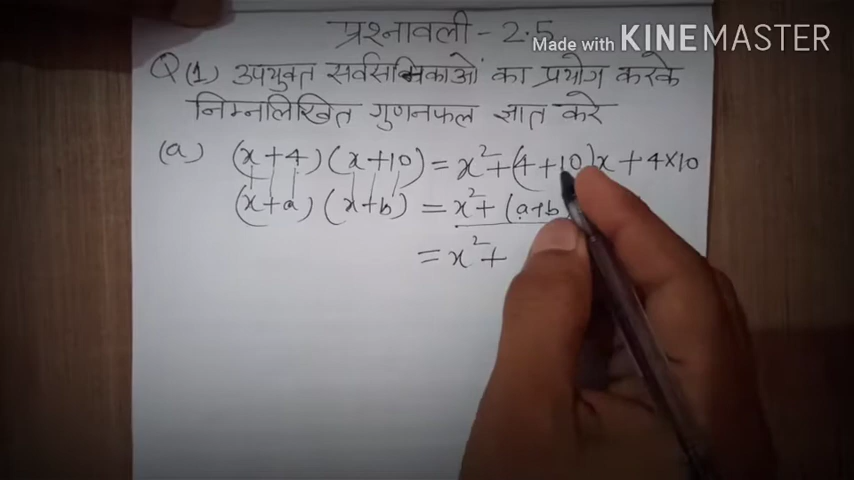 प्रश्नावली - 2.5
Made with KINEMASTER
Q (1) उपयुक्त सर्वसमिकाओं का प्रयोग करके
निम्नलिखित गुणनफल ज्ञात करे
(a) (x+4) (x+10) = x²+(4+10)x + 4×10
(x+a) (x+b) = x²+ (a+b
= x²+